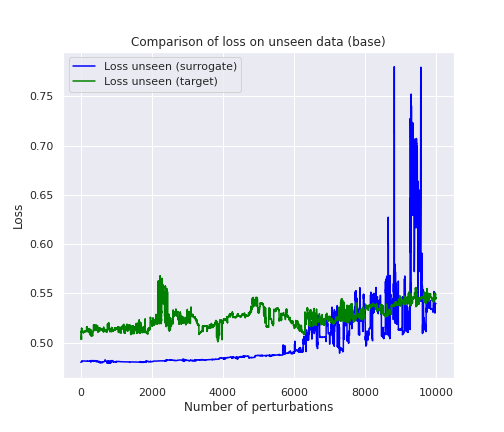 Comparison of loss on unseen data (base)
Loss unseen (surrogate)
Loss unseen (target)
0.75
0.70
0.65
0.60
0.55
0.50
Loss
0 2000 4000 6000 8000 10000
Number of perturbations